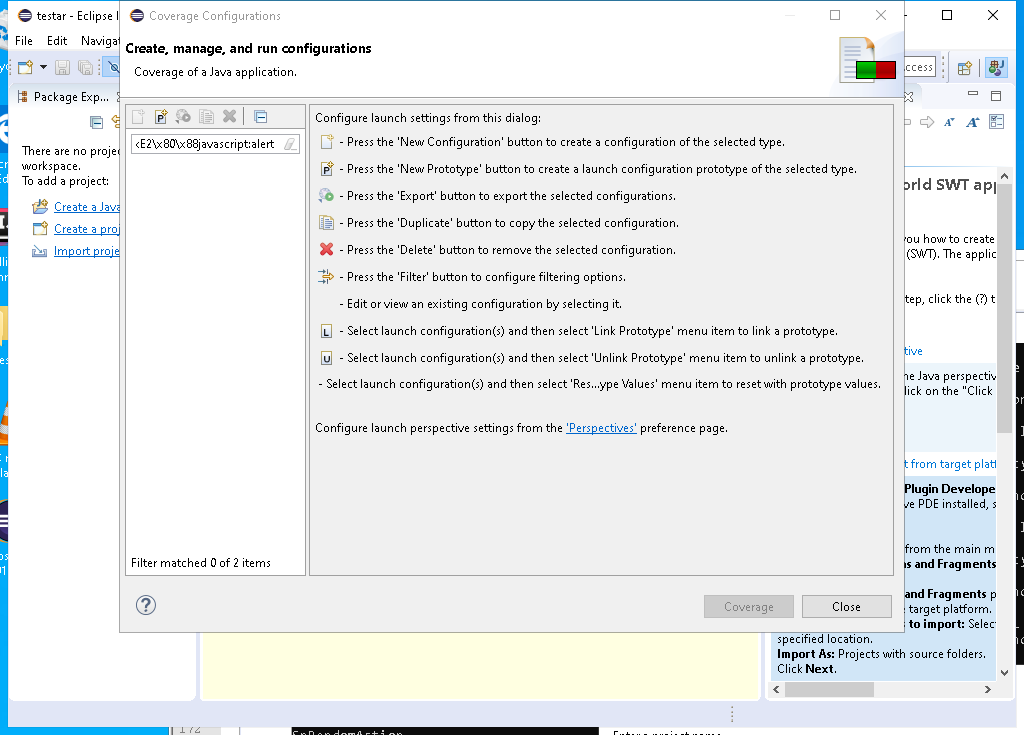 testar - Eclipse I
Coverage Configurations
File Edit Navigat
Create, manage, and run configurations
Coverage of a Java application.
ccess
Package Exp...
<E2\x80\x88javascript:alert
Configure launch settings from this dialog:
- Press the 'New Configuration' button to create a configuration of the selected type.
- Press the 'New Prototype' button to create a launch configuration prototype of the selected type.
- Press the 'Export' button to export the selected configurations.
- Press the 'Duplicate' button to copy the selected configuration.
- Press the 'Delete' button to remove the selected configuration.
- Press the 'Filter' button to configure filtering options.
- Edit or view an existing configuration by selecting it.
- Select launch configuration(s) and then select 'Link Prototype' menu item to link a prototype.
- Select launch configuration(s) and then select 'Unlink Prototype' menu item to unlink a prototype.
- Select launch configuration(s) and then select 'Res...ype Values' menu item to reset with prototype values.
Configure launch perspective settings from the 'Perspectives' preference page.
There are no projec
workspace.
To add a project:
Create a Java
Create a proj
Import proje
Filter matched 0 of 2 items
Coverage
Close
orld SWT app
you how to create
(SWT). The applic
tep, click the (?) t
tive
he Java perspectiv
lick on the "Click
t from target platf
Plugin Develope
ve PDE installed, s
from the main m
ns and Fragments
and Fragments p
e target platform.
s to import: Select
specified location.
Import As: Projects with source folders.
Click Next.
172
SpRandomAction
Enter a project name